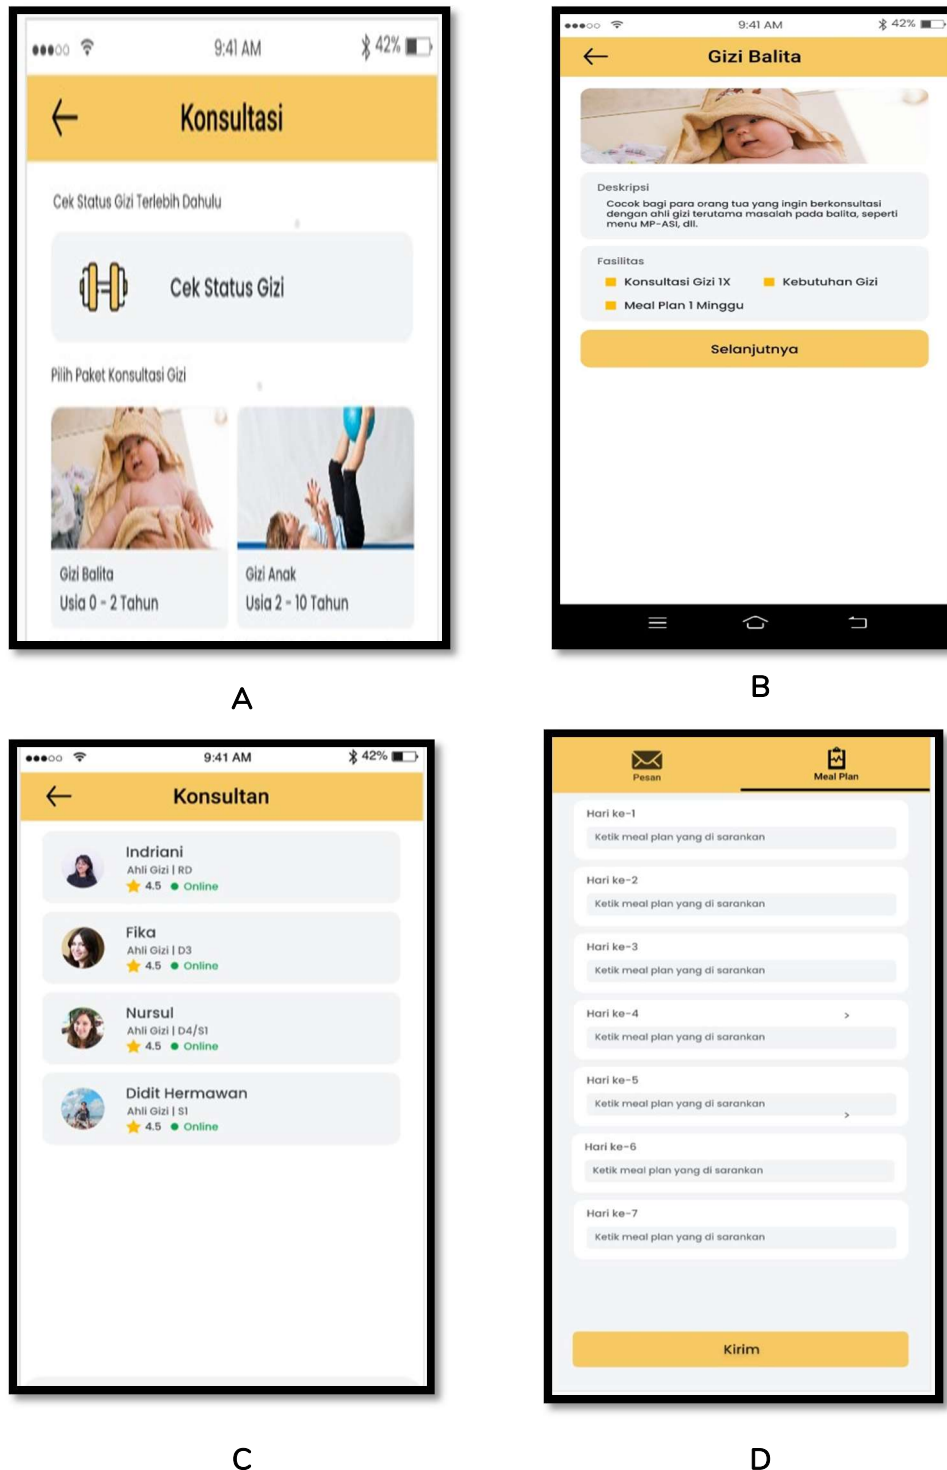 9:41 AM
42%
Konsultasi
Cek Status Gizi Terlebih Dahulu
Cek Status Gizi
Pilih Paket Konsultasi Gizi
Gizi Balita
Usia 0 - 2 Tahun
Gizi Anak
Usia 2 - 10 Tahun
A
9:41 AM
42%
Gizi Balita
Deskripsi
Cocok bagi para orang tua yang ingin berkonsultasi
dengan ahli gizi terutama masalah pada balita, seperti
menu MP-ASI, dll.
Fasilitas
Konsultasi Gizi 1X
Kebutuhan Gizi
Meal Plan 1 Minggu
Selanjutnya
B
9:41 AM
42%
Konsultan
Indriani
Ahli Gizi | RD
4.5 Online
Fika
Ahli Gizi | D3
4.5 Online
Nursul
Ahli Gizi | D4/S1
4.5 Online
Didit Hermawan
Ahli Gizi | S1
4.5 Online
C
Pesan
Meal Plan
Hari ke-1
Ketik meal plan yang di sarankan
Hari ke-2
Ketik meal plan yang di sarankan
Hari ke-3
Ketik meal plan yang di sarankan
Hari ke-4 >
Ketik meal plan yang di sarankan
Hari ke-5
Ketik meal plan yang di sarankan >
Hari ke-6
Ketik meal plan yang di sarankan
Hari ke-7
Ketik meal plan yang di sarankan
Kirim
D